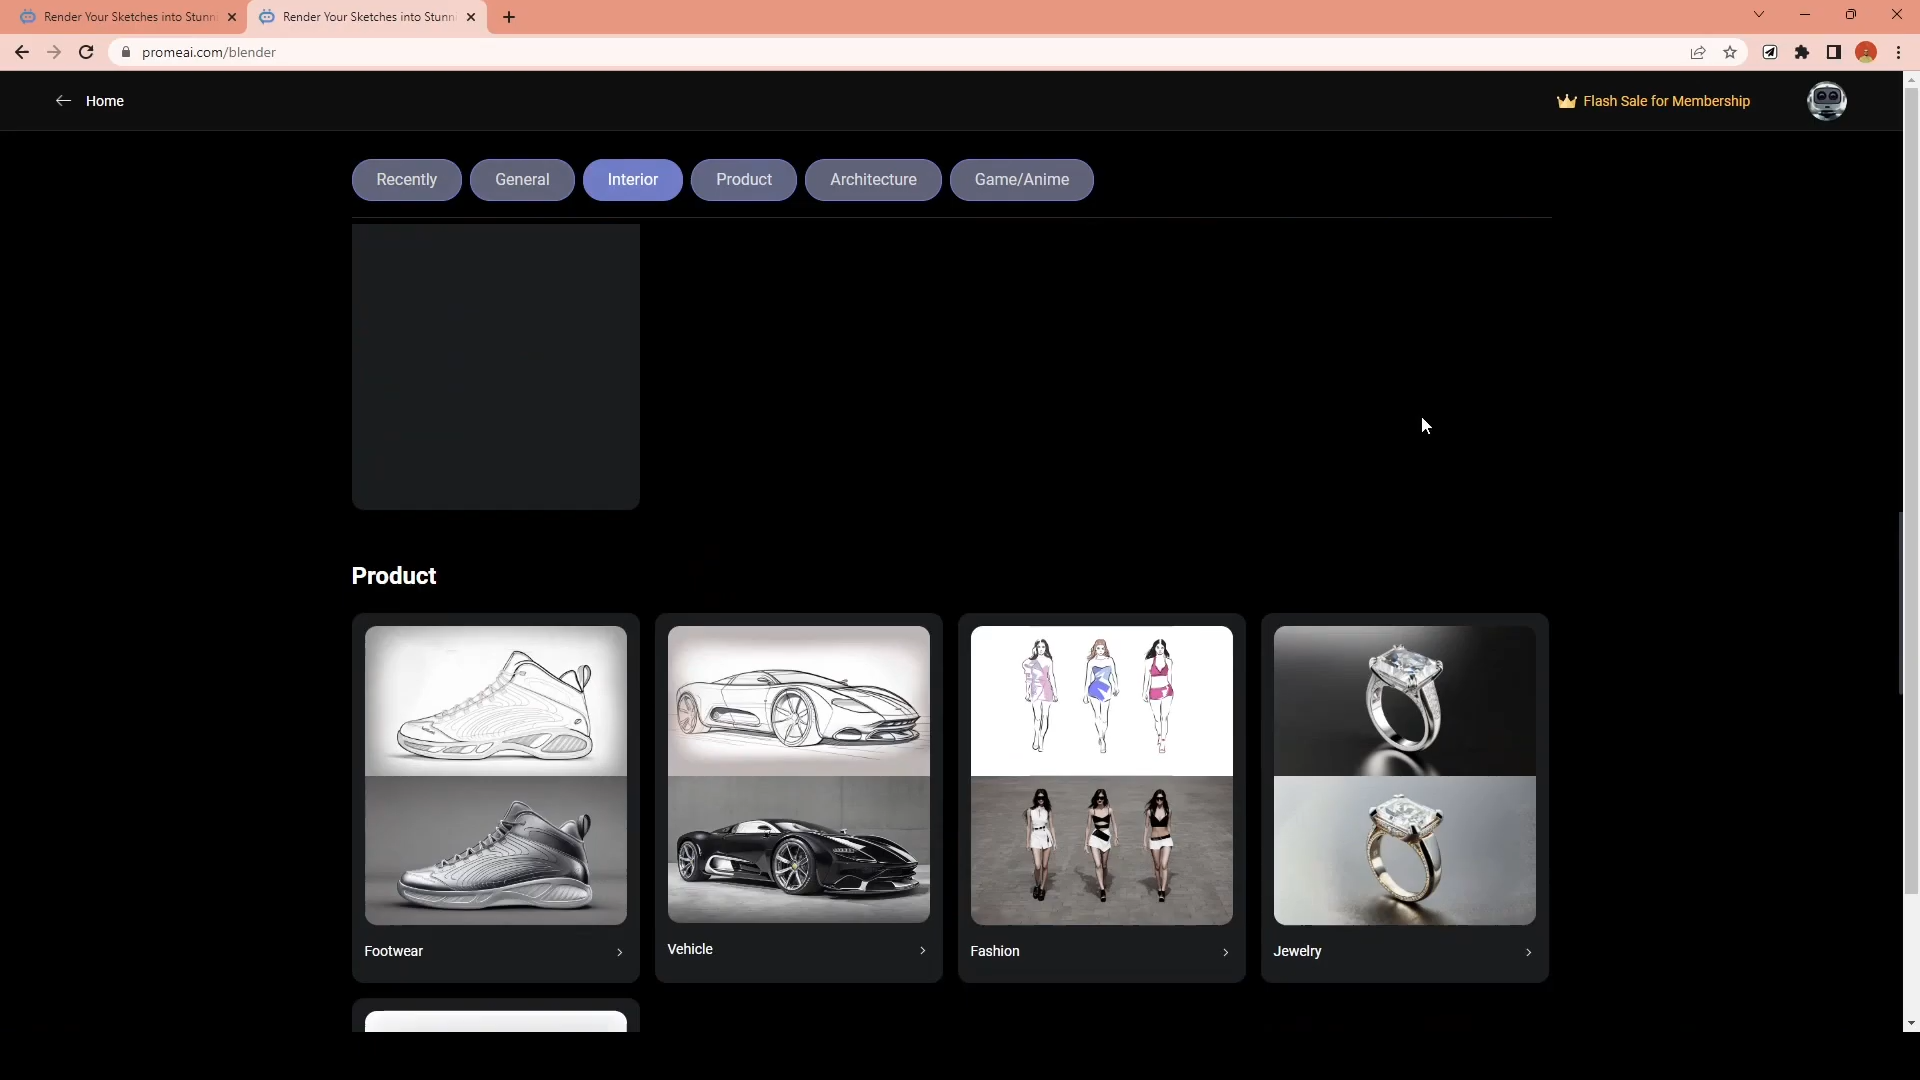 Render Your Sketches into Stunn
Render Your Sketches into Stunn
promeai.com/blender
Home
Flash Sale for Membership
Recently
General
Interior
Product
Architecture
Game/Anime
Product
Footwear
Vehicle
Fashion
Jewelry